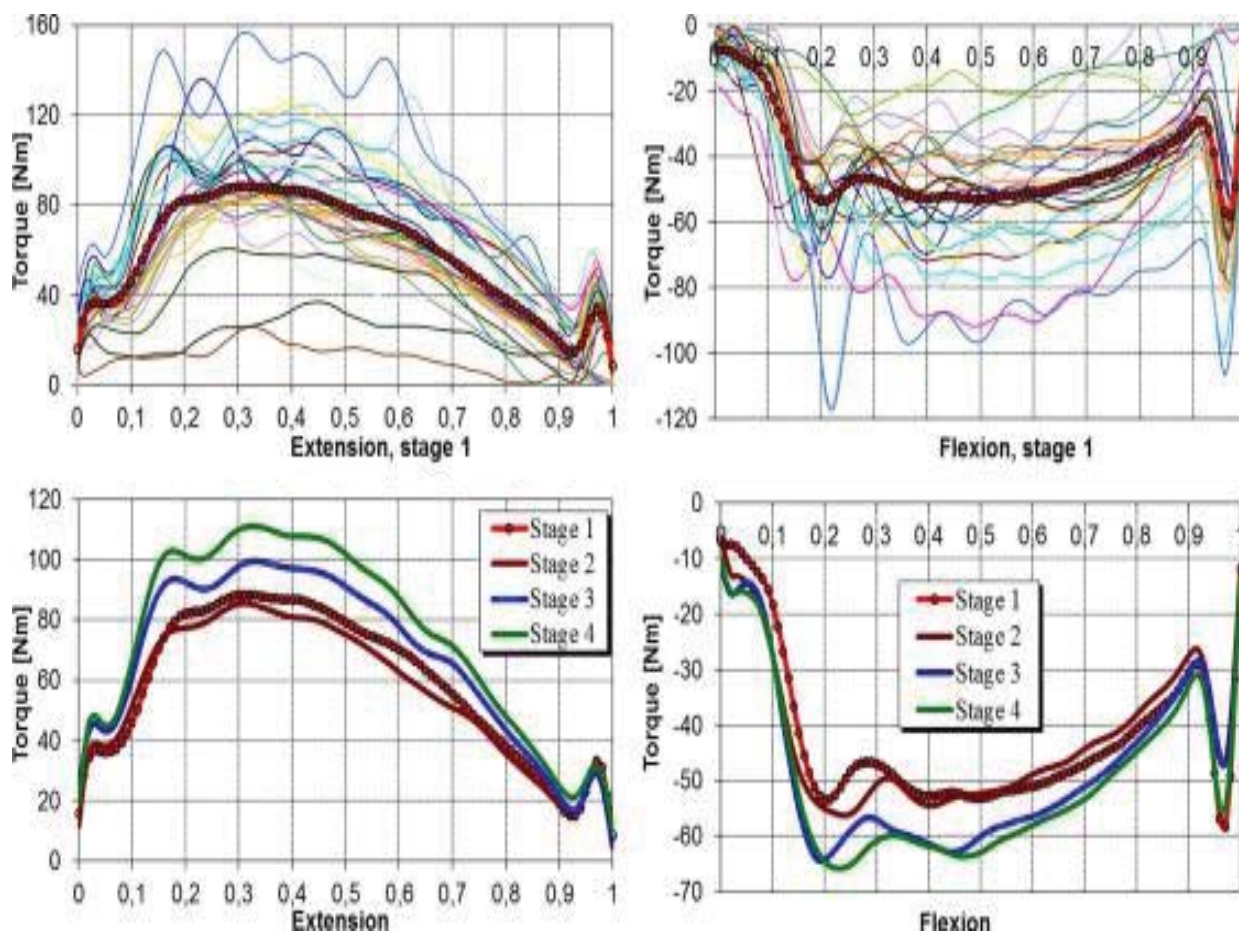 160
120
80
40
0
Torque [Nm]
0 0,1 0,2 0,3 0,4 0,5 0,6 0,7 0,8 0,9 1
Extension, stage 1
0
-20
-40
-60
-80
-100
-120
Torque [Nm]
0 0,1 0,2 0,3 0,4 0,5 0,6 0,7 0,8 0,9
Flexion, stage 1
120
100
80
60
40
20
0
Torque [Nm]
Stage 1
Stage 2
Stage 3
Stage 4
0 0,1 0,2 0,3 0,4 0,5 0,6 0,7 0,8 0,9 1
Extension
0
-10
-20
-30
-40
-50
-60
-70
Torque [Nm]
0 0,1 0,2 0,3 0,4 0,5 0,6 0,7 0,8 0,9
Stage 1
Stage 2
Stage 3
Stage 4
Flexion